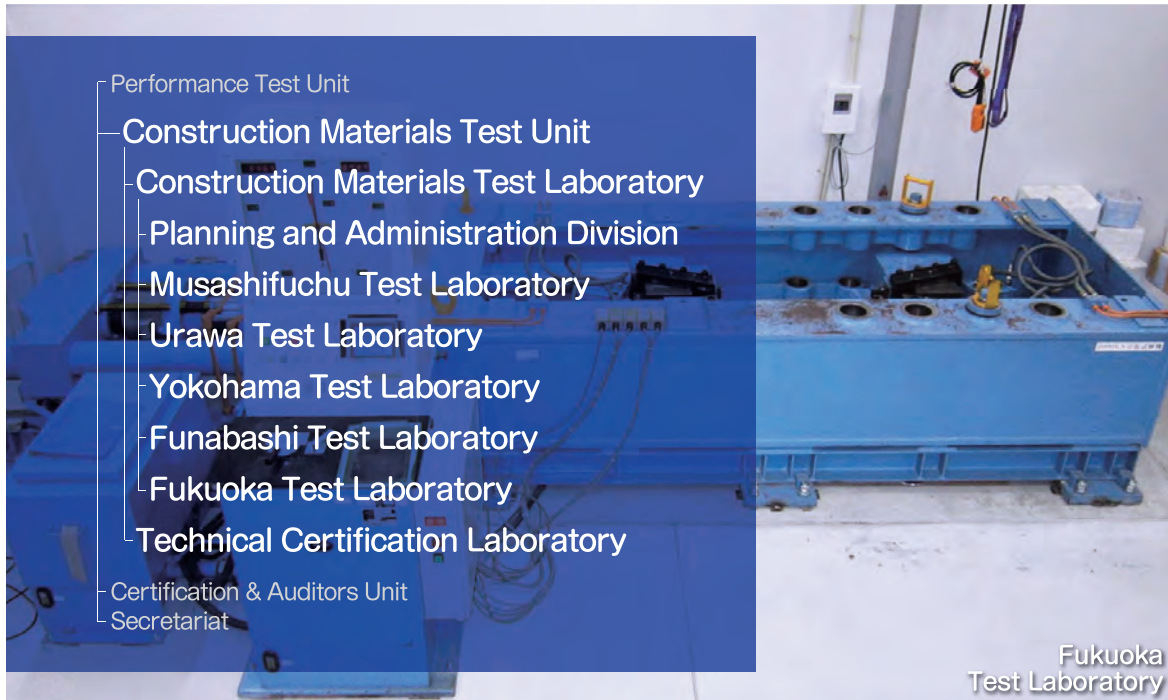 Performance Test Unit
Construction Materials Test Unit
Construction Materials Test Laboratory
Planning and Administration Division
Musashifuchu Test Laboratory
Urawa Test Laboratory
Yokohama Test Laboratory
Funabashi Test Laboratory
Fukuoka Test Laboratory
Technical Certification Laboratory
Certification & Auditors Unit
Secretariat
Fukuoka
Test Laboratory